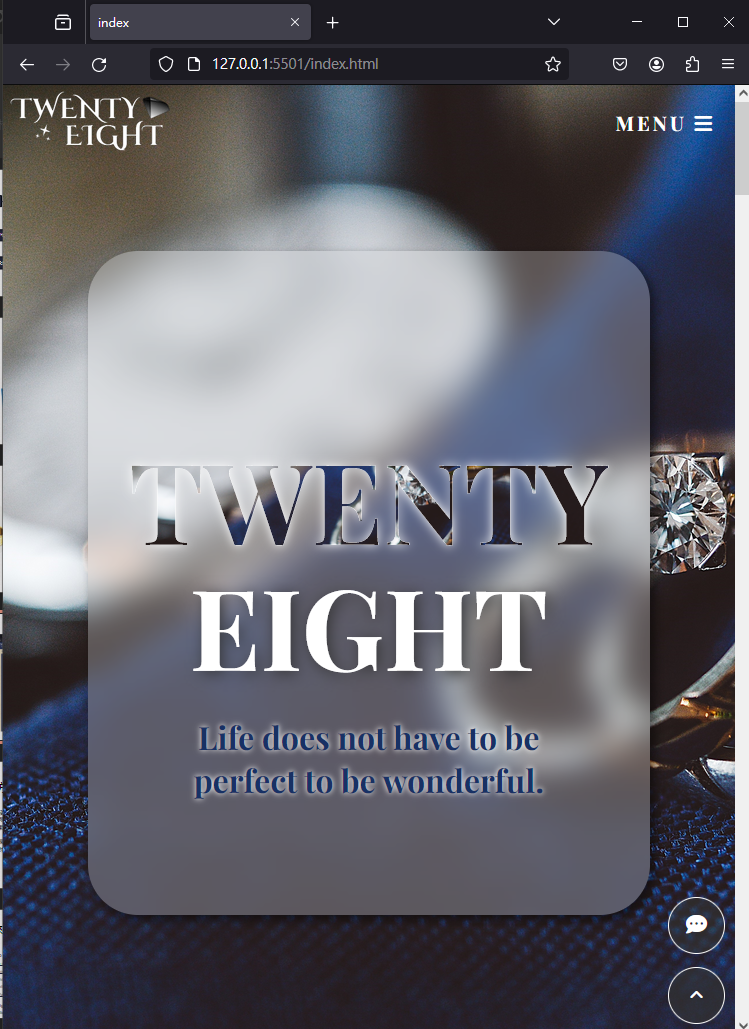 index
127.0.0.1:5501/index.html
TWENTY
EIGHT
MENU
TWENTY
EIGHT
Life does not have to be
perfect to be wonderful.